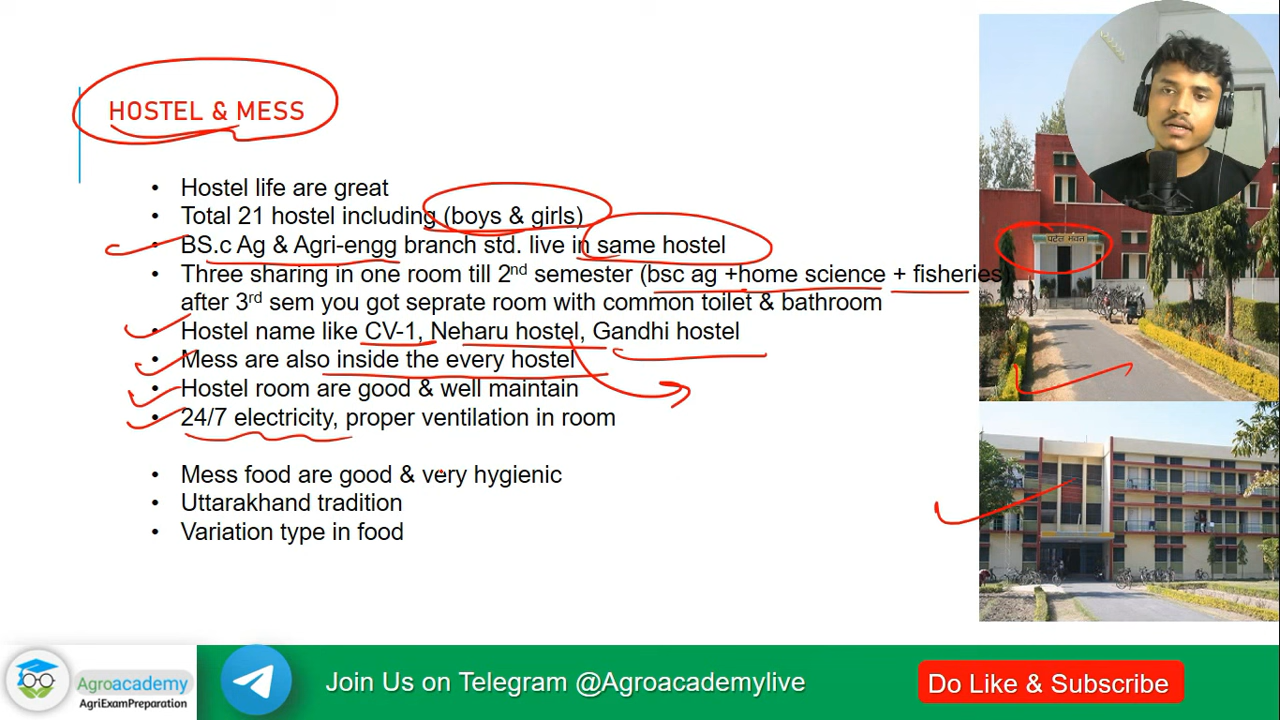 HOSTEL & MESS
• Hostel life are great
• Total 21 hostel including (boys & girls)
• BS.c Ag & Agri-engg branch std. live in same hostel
• Three sharing in one room till 2nd semester (bsc ag +home science + fisheries)
after 3rd sem you got seprate room with common toilet & bathroom
• Hostel name like CV-1, Neharu hostel, Gandhi hostel
• Mess are also inside the every hostel
• Hostel room are good & well maintain
• 24/7 electricity, proper ventilation in room
• Mess food are good & very hygienic
• Uttarakhand tradition
• Variation type in food
पटेल भवन
Agroacademy
AgriExamPreparation
Join Us on Telegram @Agroacademylive
Do Like & Subscribe